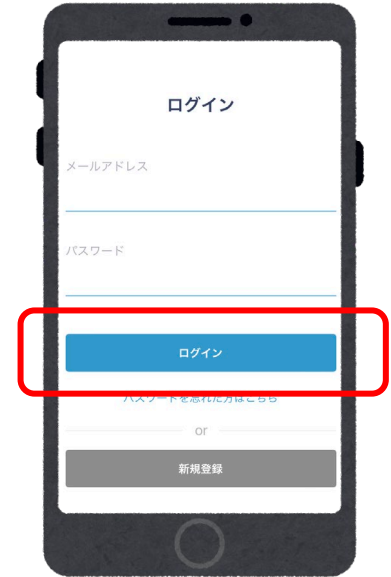 ログイン
メールアドレス
パスワード
ログイン
パスワードを忘れた方はこちら
or
新規登録